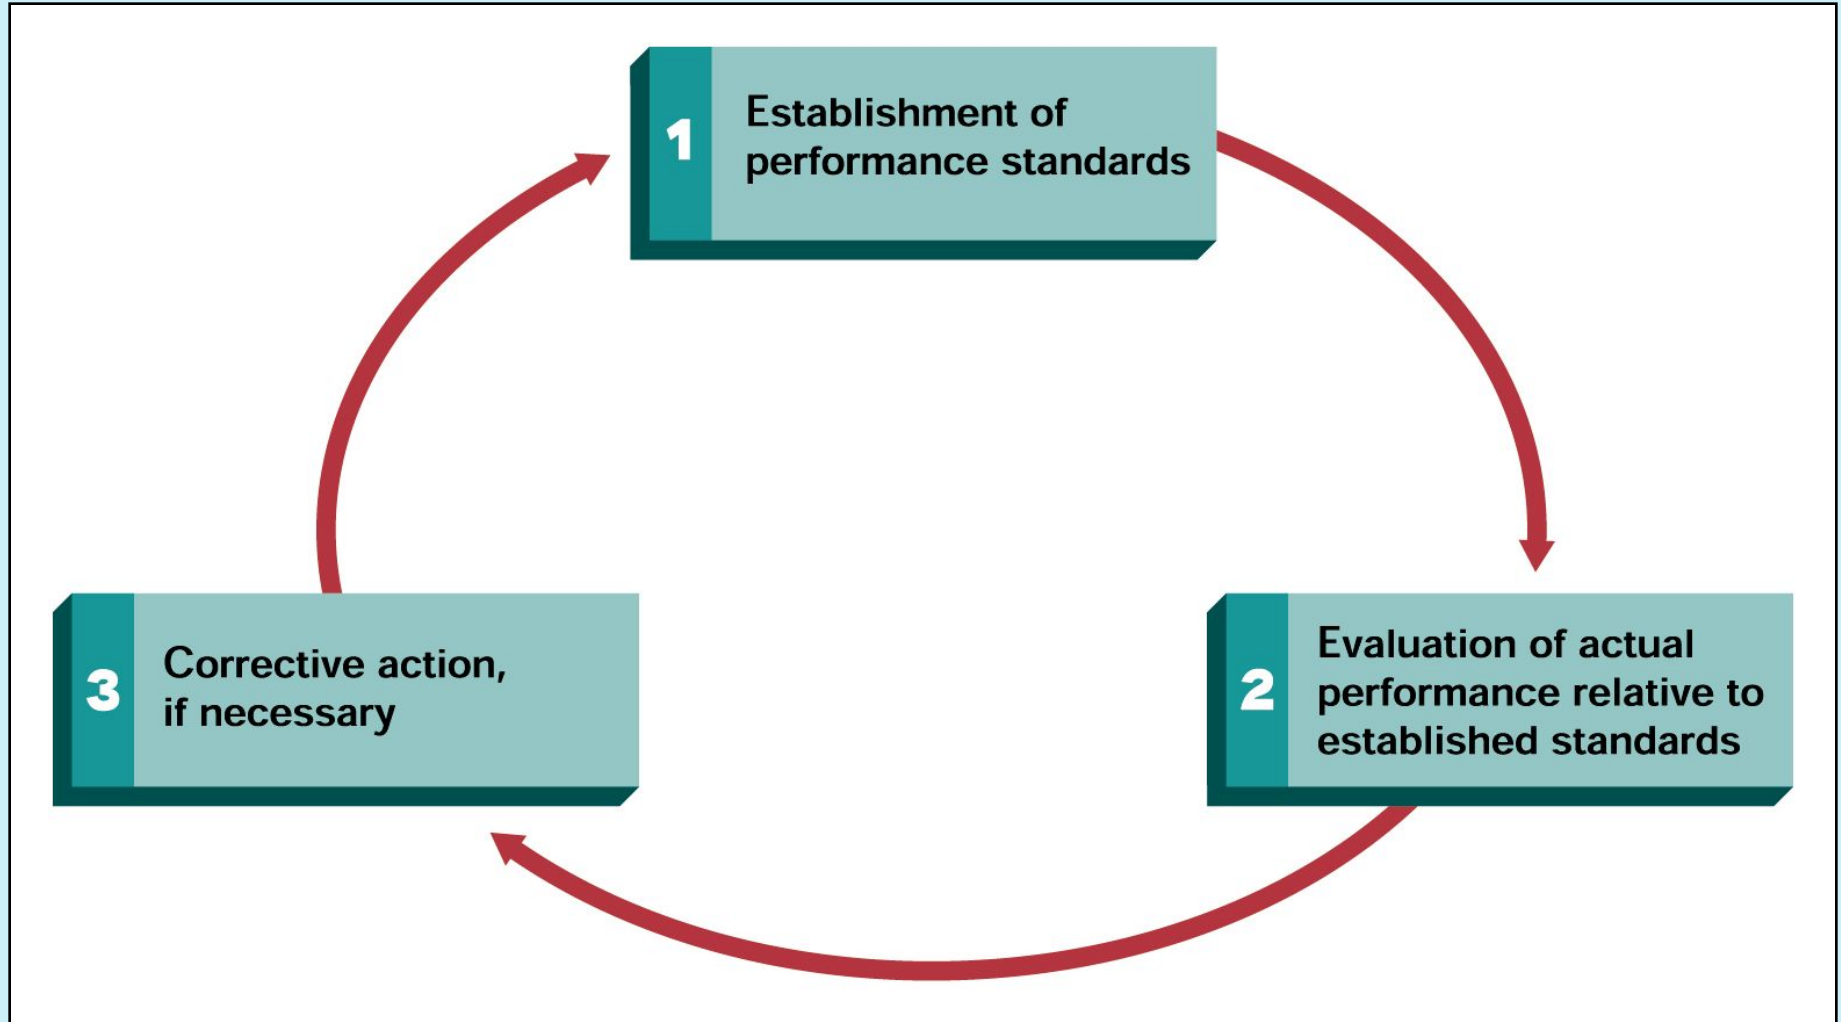 1
Establishment of
performance standards
2
Evaluation of actual
performance relative to
established standards
3
Corrective action,
if necessary